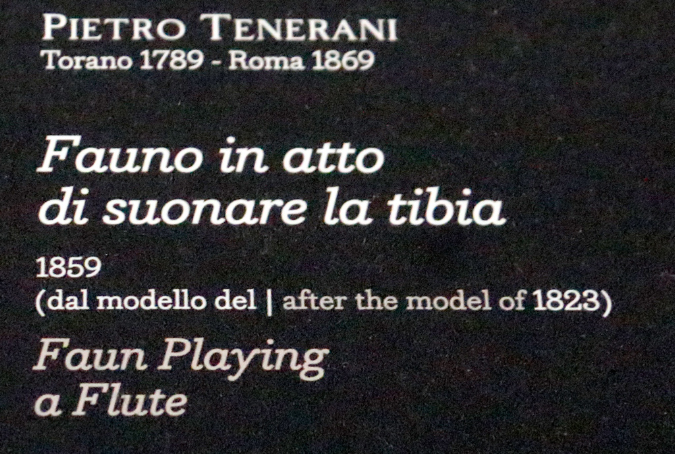 PIETRO TENERANI
Torano 1789 - Roma 1869
Fauno in atto
di suonare la tibia
1859
(dal modello del | after the model of 1823)
Faun Playing
a Flute